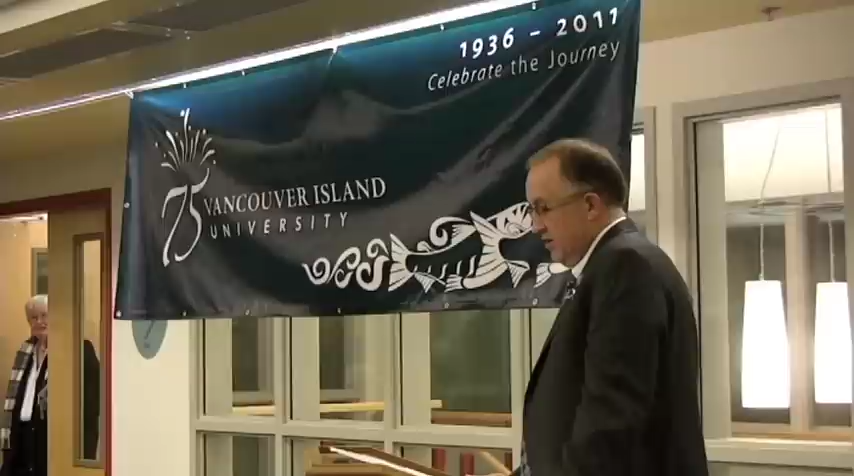 1936 - 2011
Celebrate the Journey
75
VANCOUVER ISLAND
UNIVERSITY